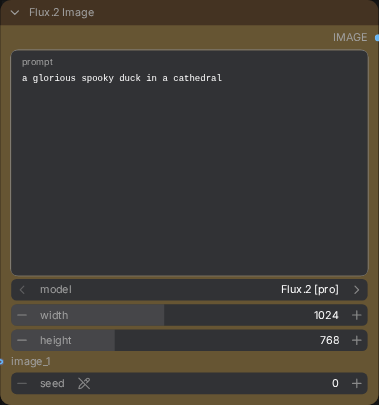 Flux.2 Image
IMAGE
prompt
a glorious spooky duck in a cathedral
model Flux.2 [pro]
width 1024
height 768
image_1
seed 0